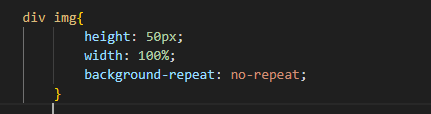 div img{
height: 50px;
width: 100%;
background-repeat: no-repeat;
}